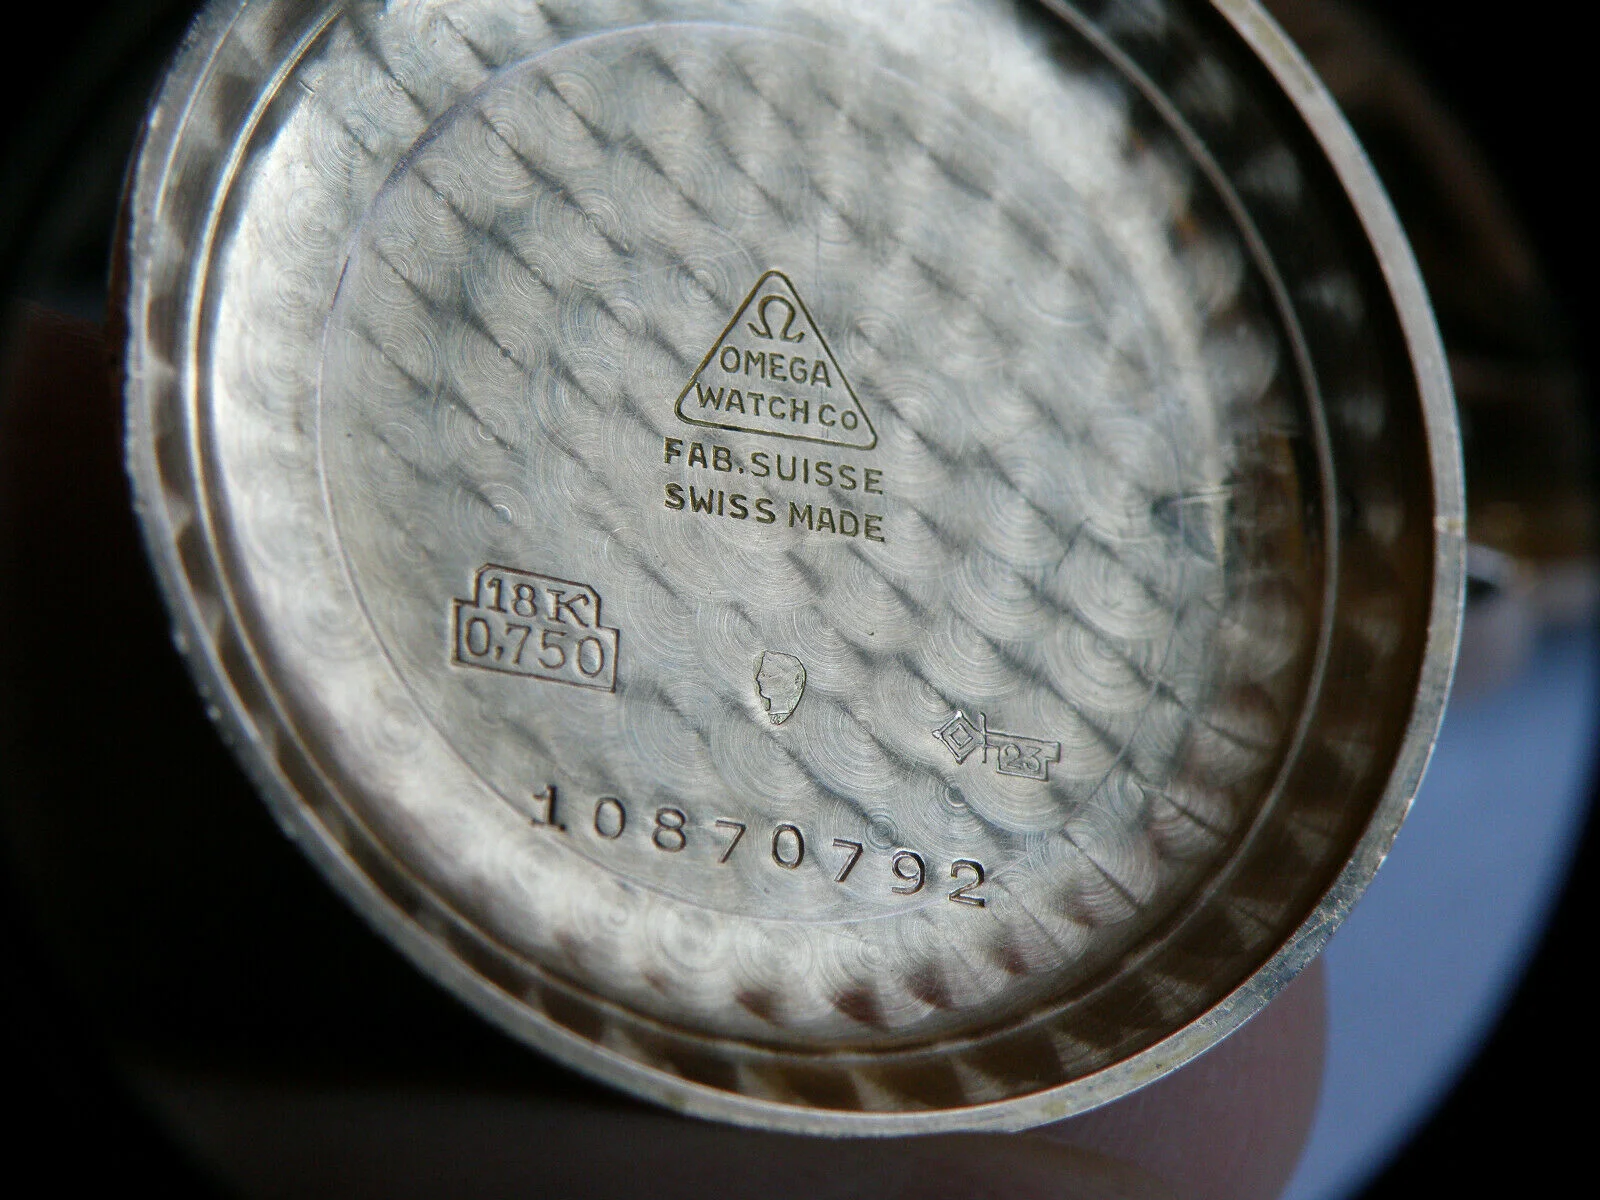 Ω
OMEGA
WATCH Co
FAB. SUISSE
SWISS MADE
18K
0,750
23
10870792